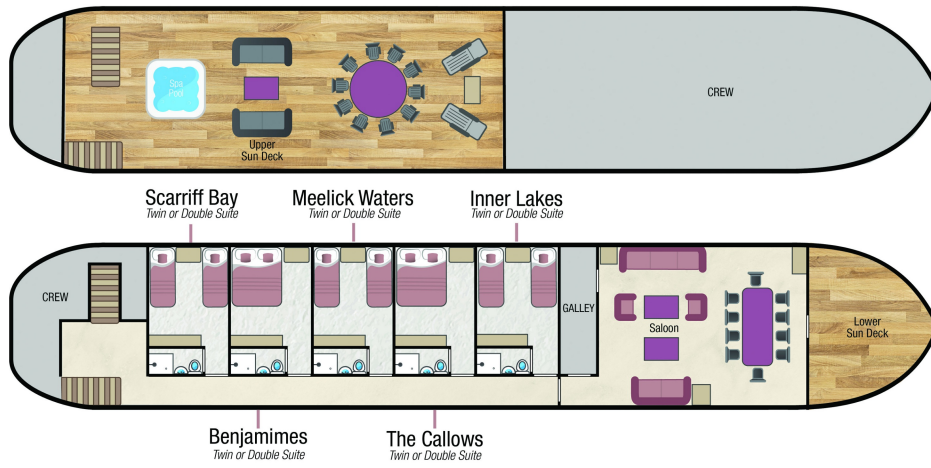 Spa
Pool
Upper
Sun Deck
CREW
Scarriff Bay
Twin or Double Suite
Meelick Waters
Twin or Double Suite
Inner Lakes
Twin or Double Suite
CREW
GALLEY
Saloon
Lower
Sun Deck
Benjamimes
Twin or Double Suite
The Callows
Twin or Double Suite